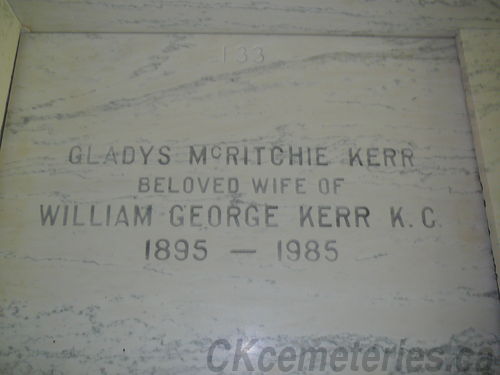 133
GLADYS McRITCHIE KERR
BELOVED WIFE OF
WILLIAM GEORGE KERR K.C.
1895 — 1985
CKcemeteries.ca